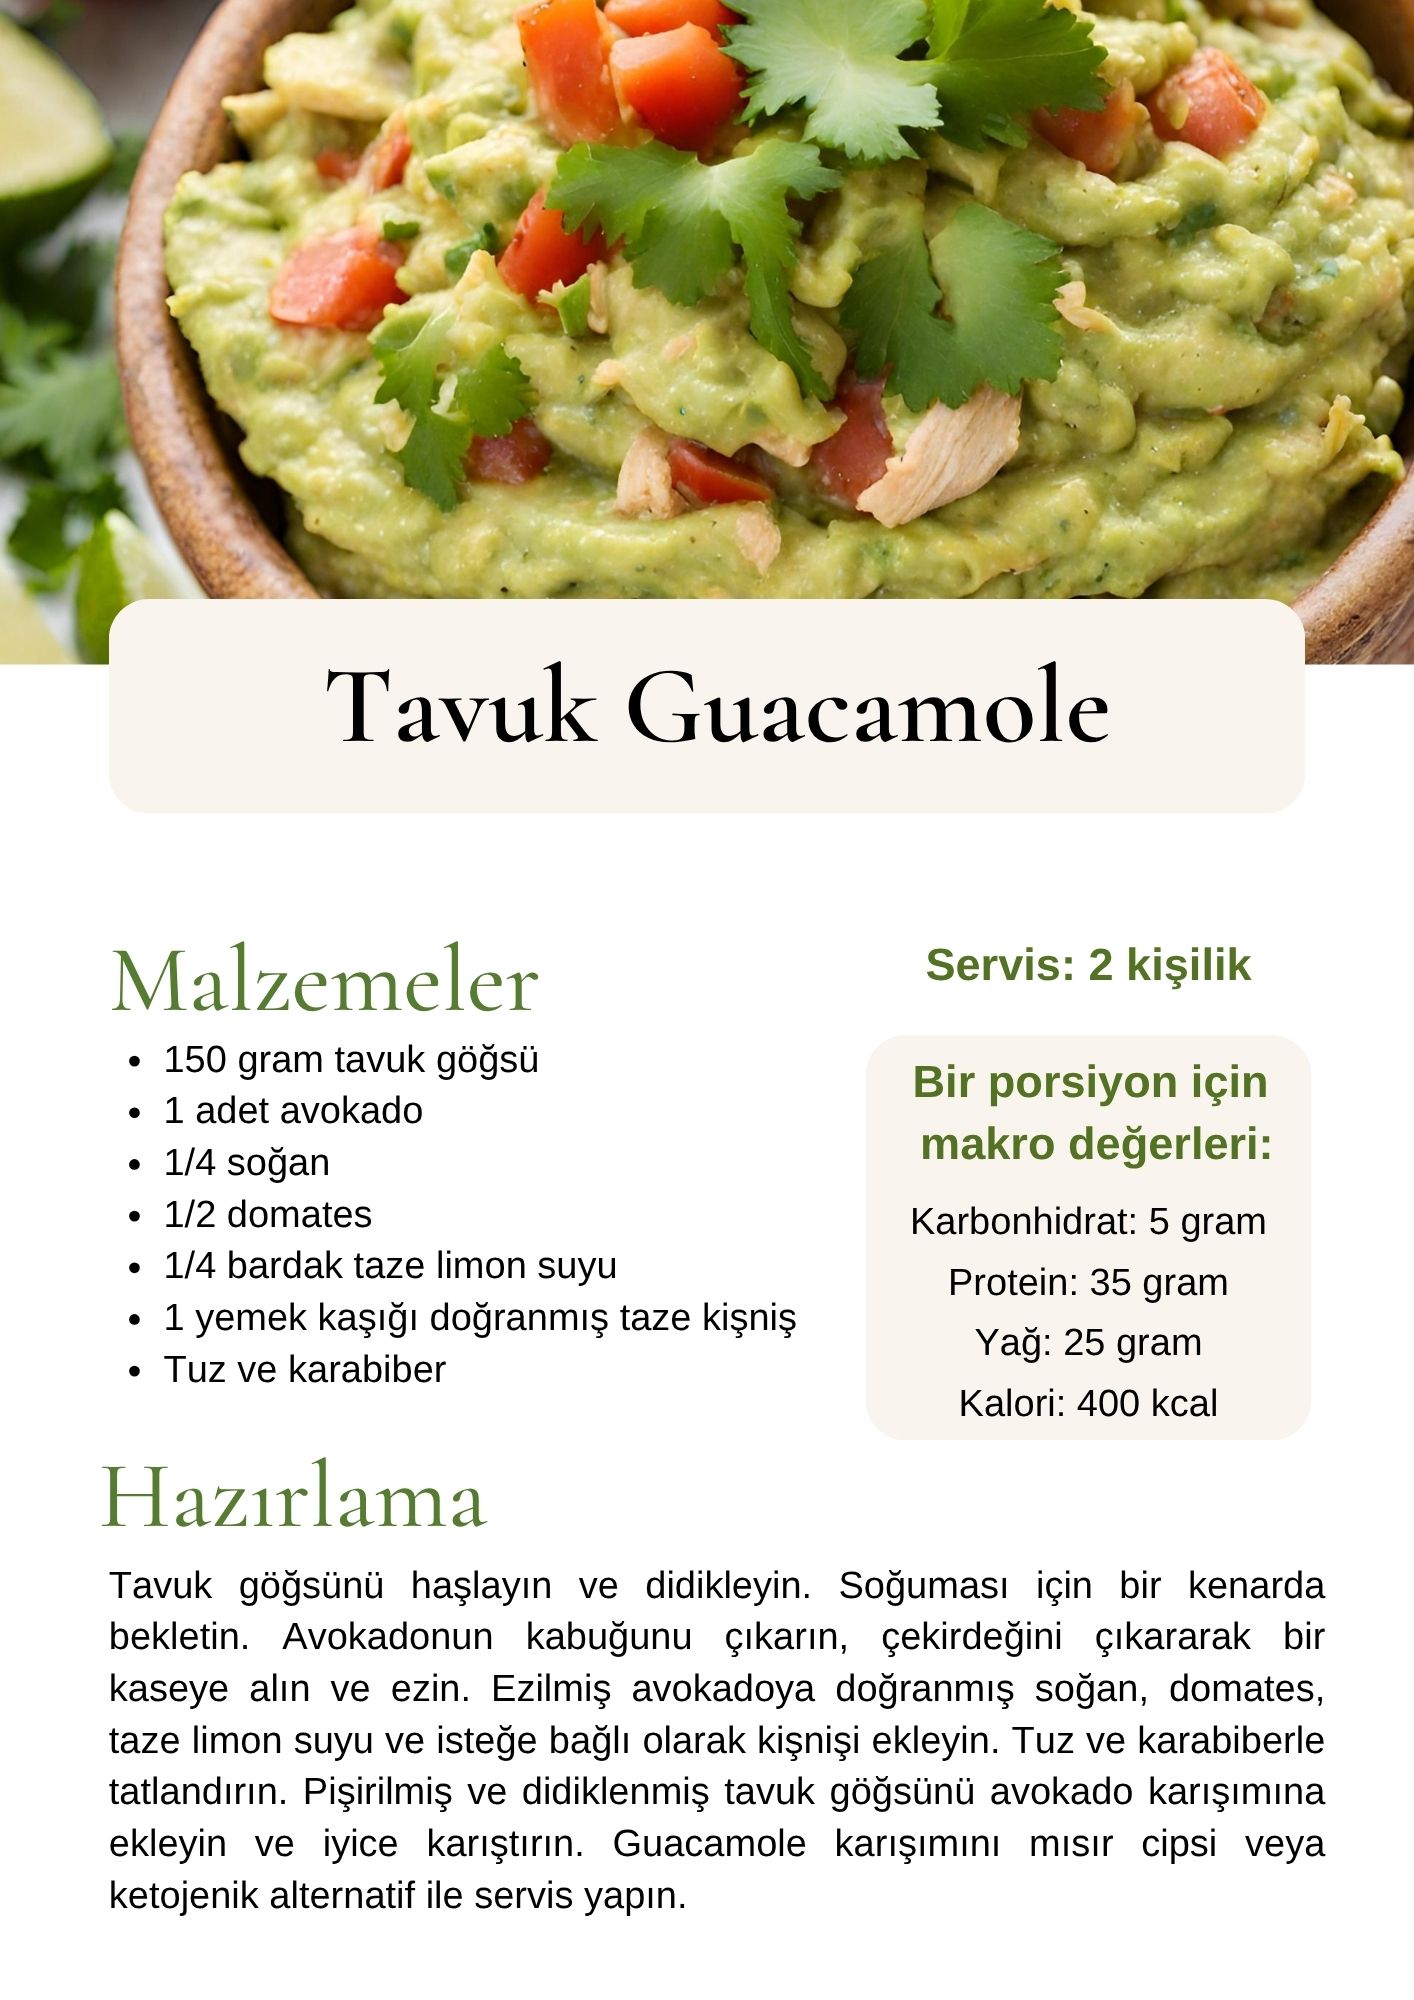 Tavuk Guacamole
Malzemeler
150 gram tavuk göğsü
1 adet avokado
1/4 soğan
1/2 domates
1/4 bardak taze limon suyu
1 yemek kaşığı doğranmış taze kişniş
Tuz ve karabiber
Servis: 2 kişilik
Bir porsiyon için
makro değerleri:
Karbonhidrat: 5 gram
Protein: 35 gram
Yağ: 25 gram
Kalori: 400 kcal
Hazırlama
Tavuk göğsünü haşlayın ve didikleyin. Soğuması için bir kenarda
bekletin. Avokadonun kabuğunu çıkarın, çekirdeğini çıkararak bir
kaseye alın ve ezin. Ezilmiş avokadoya doğranmış soğan, domates,
taze limon suyu ve isteğe bağlı olarak kişnişi ekleyin. Tuz ve karabiberle
tatlandırın. Pişirilmiş ve didiklenmiş tavuk göğsünü avokado karışımına
ekleyin ve iyice karıştırın. Guacamole karışımını mısır cipsi veya
ketojenik alternatif ile servis yapın.